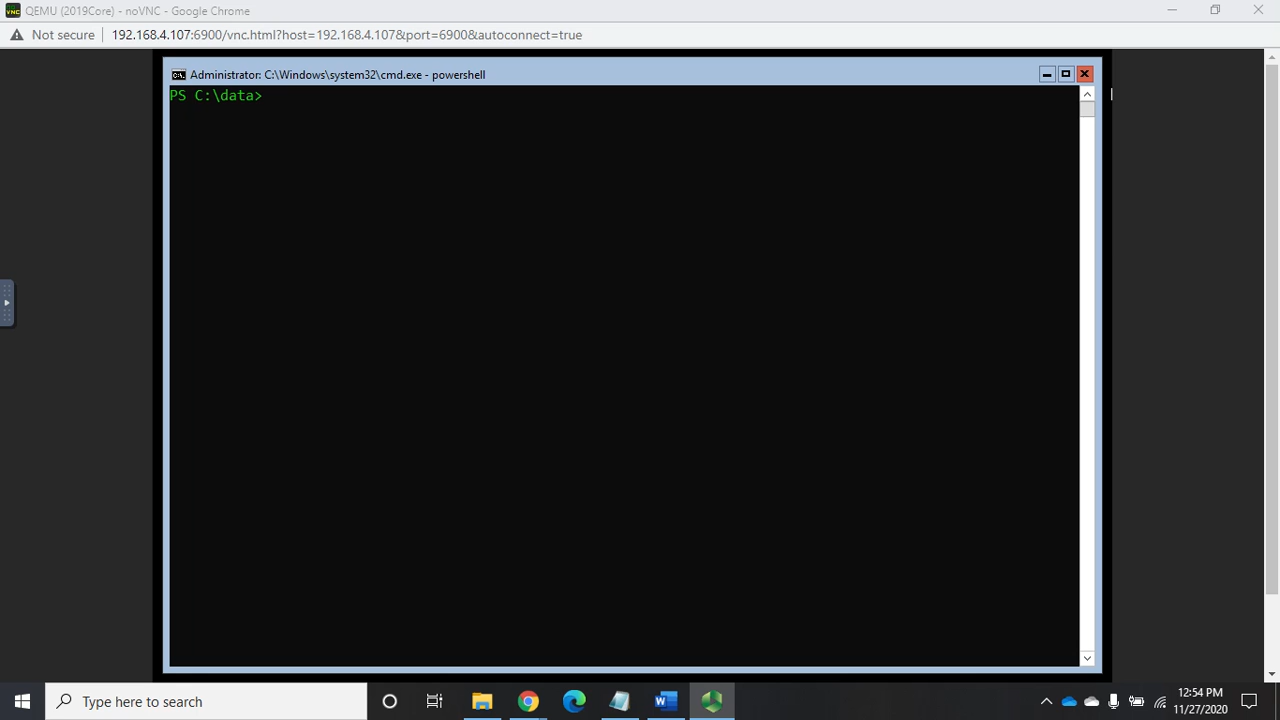 QEMU (2019Core) - noVNC - Google Chrome
Not secure | 192.168.4.107:6900/vnc.html?host=192.168.4.107&port=6900&autoconnect=true
Administrator: C:\Windows\system32\cmd.exe - powershell
PS C:\data>
Type here to search
12:54 PM
11/27/2020